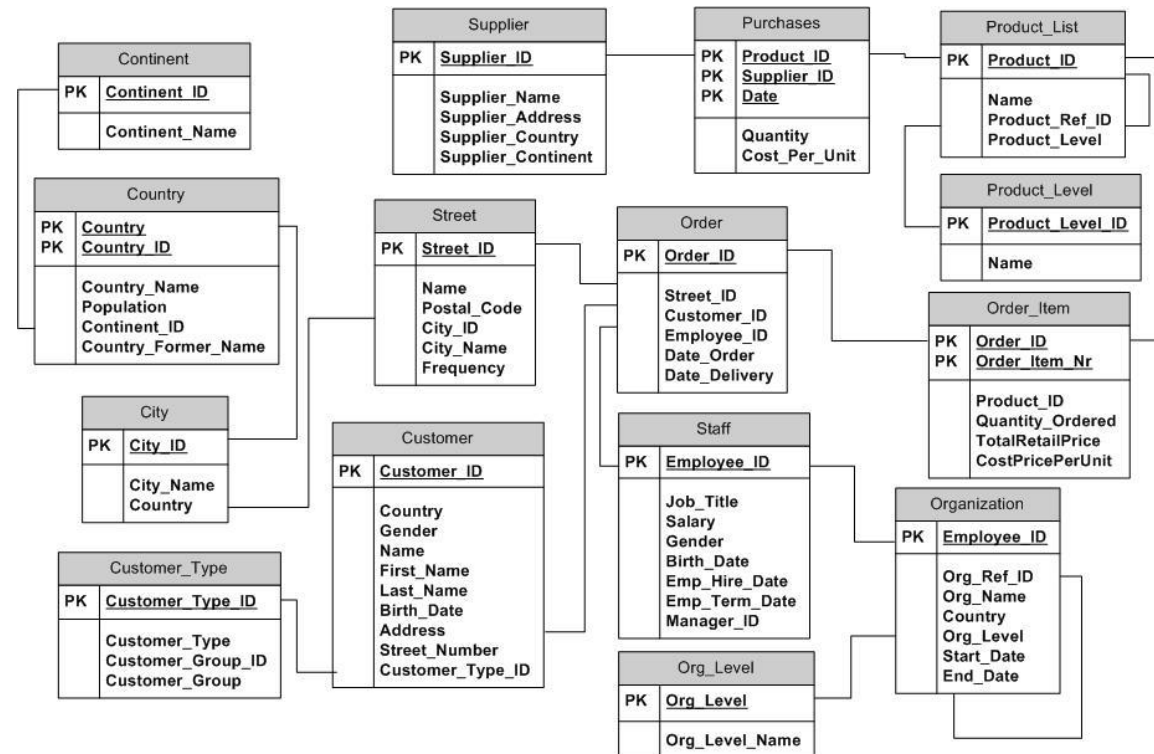 Continent
PK Continent_ID
Continent_Name
Country
PK Country
PK Country_ID
Country_Name
Population
Continent_ID
Country_Former_Name
City
PK City_ID
City_Name
Country
Customer_Type
PK Customer_Type_ID
Customer_Type
Customer_Group_ID
Customer_Group
Supplier
PK Supplier_ID
Supplier_Name
Supplier_Address
Supplier_Country
Supplier_Continent
Street
PK Street_ID
Name
Postal_Code
City_ID
City_Name
Frequency
Customer
PK Customer_ID
Country
Gender
Name
First_Name
Last_Name
Birth_Date
Address
Street_Number
Customer_Type_ID
Purchases
PK Product_ID
PK Supplier_ID
PK Date
Quantity
Cost_Per_Unit
Order
PK Order_ID
Street_ID
Customer_ID
Employee_ID
Date_Order
Date_Delivery
Staff
PK Employee_ID
Job_Title
Salary
Gender
Birth_Date
Emp_Hire_Date
Emp_Term_Date
Manager_ID
Org_Level
PK Org_Level
Org_Level_Name
Product_List
PK Product_ID
Name
Product_Ref_ID
Product_Level
Product_Level
PK Product_Level_ID
Name
Order_Item
PK Order_ID
PK Order_Item_Nr
Product_ID
Quantity_Ordered
TotalRetailPrice
CostPricePerUnit
Organization
PK Employee_ID
Org_Ref_ID
Org_Name
Country
Org_Level
Start_Date
End_Date